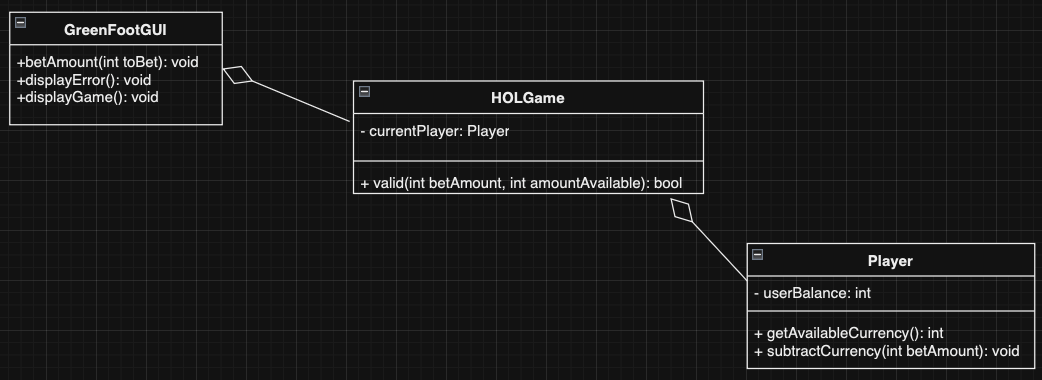 GreenFootGUI
+betAmount(int toBet): void
+displayError(): void
+displayGame(): void
HOLGame
- currentPlayer: Player
+ valid(int betAmount, int amountAvailable): bool
Player
- userBalance: int
+ getAvailableCurrency(): int
+ subtractCurrency(int betAmount): void